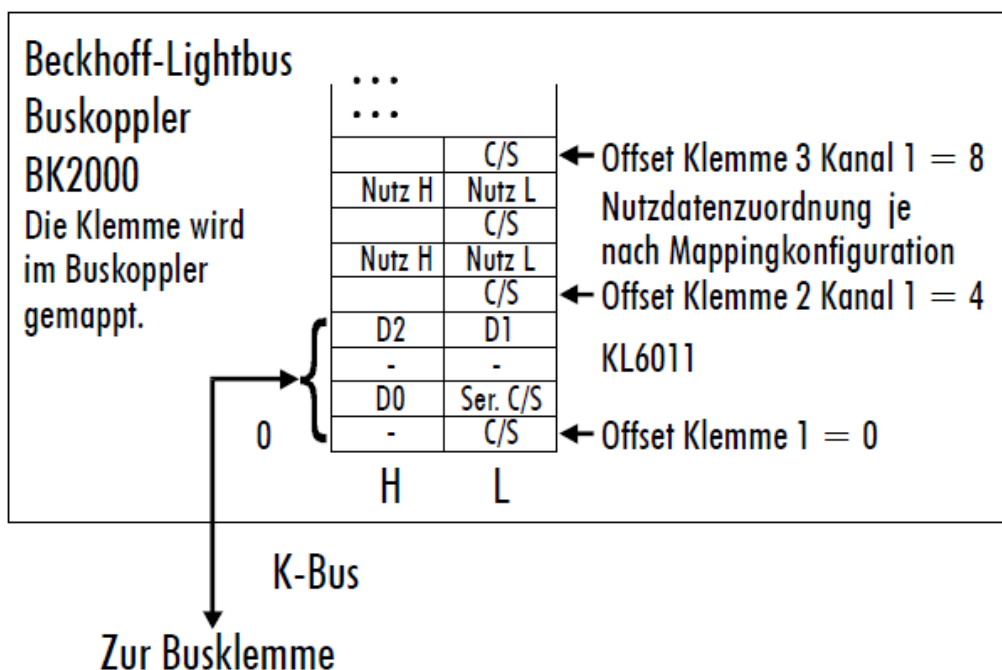 Beckhoff-Lightbus
Buskoppler
BK2000
Die Klemme wird
im Buskoppler
gemappt.
...
...
C/S
Nutz H Nutz L
C/S
Nutz H Nutz L
C/S
D2 D1
- -
D0 Ser. C/S
0 - C/S
H L
Offset Klemme 3 Kanal 1 = 8
Nutzdatenzuordnung je
nach Mappingkonfiguration
Offset Klemme 2 Kanal 1 = 4
KL6011
Offset Klemme 1 = 0
K-Bus
Zur Busklemme